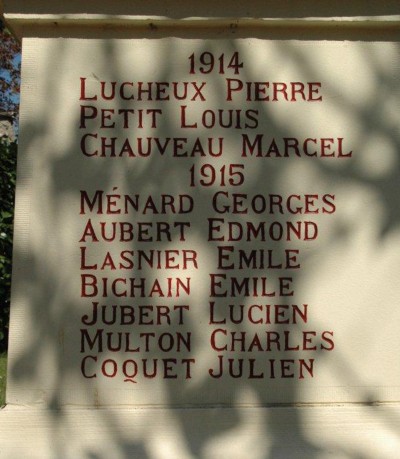 1914
Lucheux Pierre
Petit Louis
Chauveau Marcel
1915
Ménard Georges
Aubert Edmond
Lasnier Emile
Bichain Emile
Jubert Lucien
Multon Charles
Coquet Julien